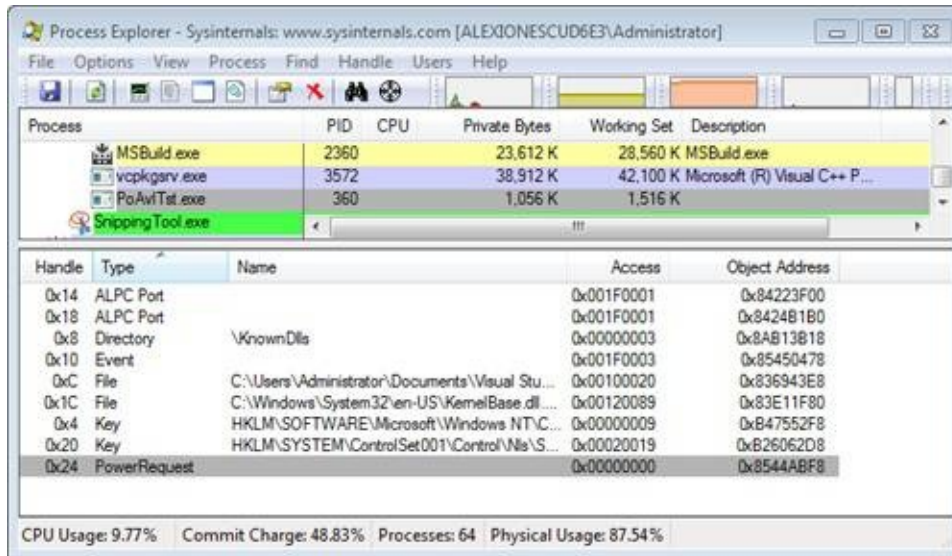 Process Explorer - Sysinternals: www.sysinternals.com [ALEXIONESCUD6E3\Administrator]
File Options View Process Find Handle Users Help
Process PID CPU Private Bytes Working Set Description
MSBuild.exe 2360 23,612 K 28,560 K MSBuild.exe
vcpkgsrv.exe 3572 38,912 K 42,100 K Microsoft (R) Visual C++ P...
PoAvlTst.exe 360 1,056 K 1,516 K
SnippingTool.exe
Handle Type Name Access Object Address
0x14 ALPC Port 0x001F0001 0x84223F00
0x18 ALPC Port 0x001F0001 0x8424B1B0
0x8 Directory \KnownDlls 0x00000003 0x8AB13B18
0x10 Event 0x001F0003 0x85450478
0xC File C:\Users\Administrator\Documents\Visual Stu... 0x00100020 0x836943E8
0x1C File C:\Windows\System32\en-US\KernelBase.dll.... 0x00120089 0x83E11F80
0x4 Key HKLM\SOFTWARE\Microsoft\Windows NT\C... 0x00000009 0xB47552F8
0x20 Key HKLM\SYSTEM\ControlSet001\Control\Nls\S... 0x00020019 0xB26062D8
0x24 PowerRequest 0x00000000 0x8544ABF8
CPU Usage: 9.77% Commit Charge: 48.83% Processes: 64 Physical Usage: 87.54%